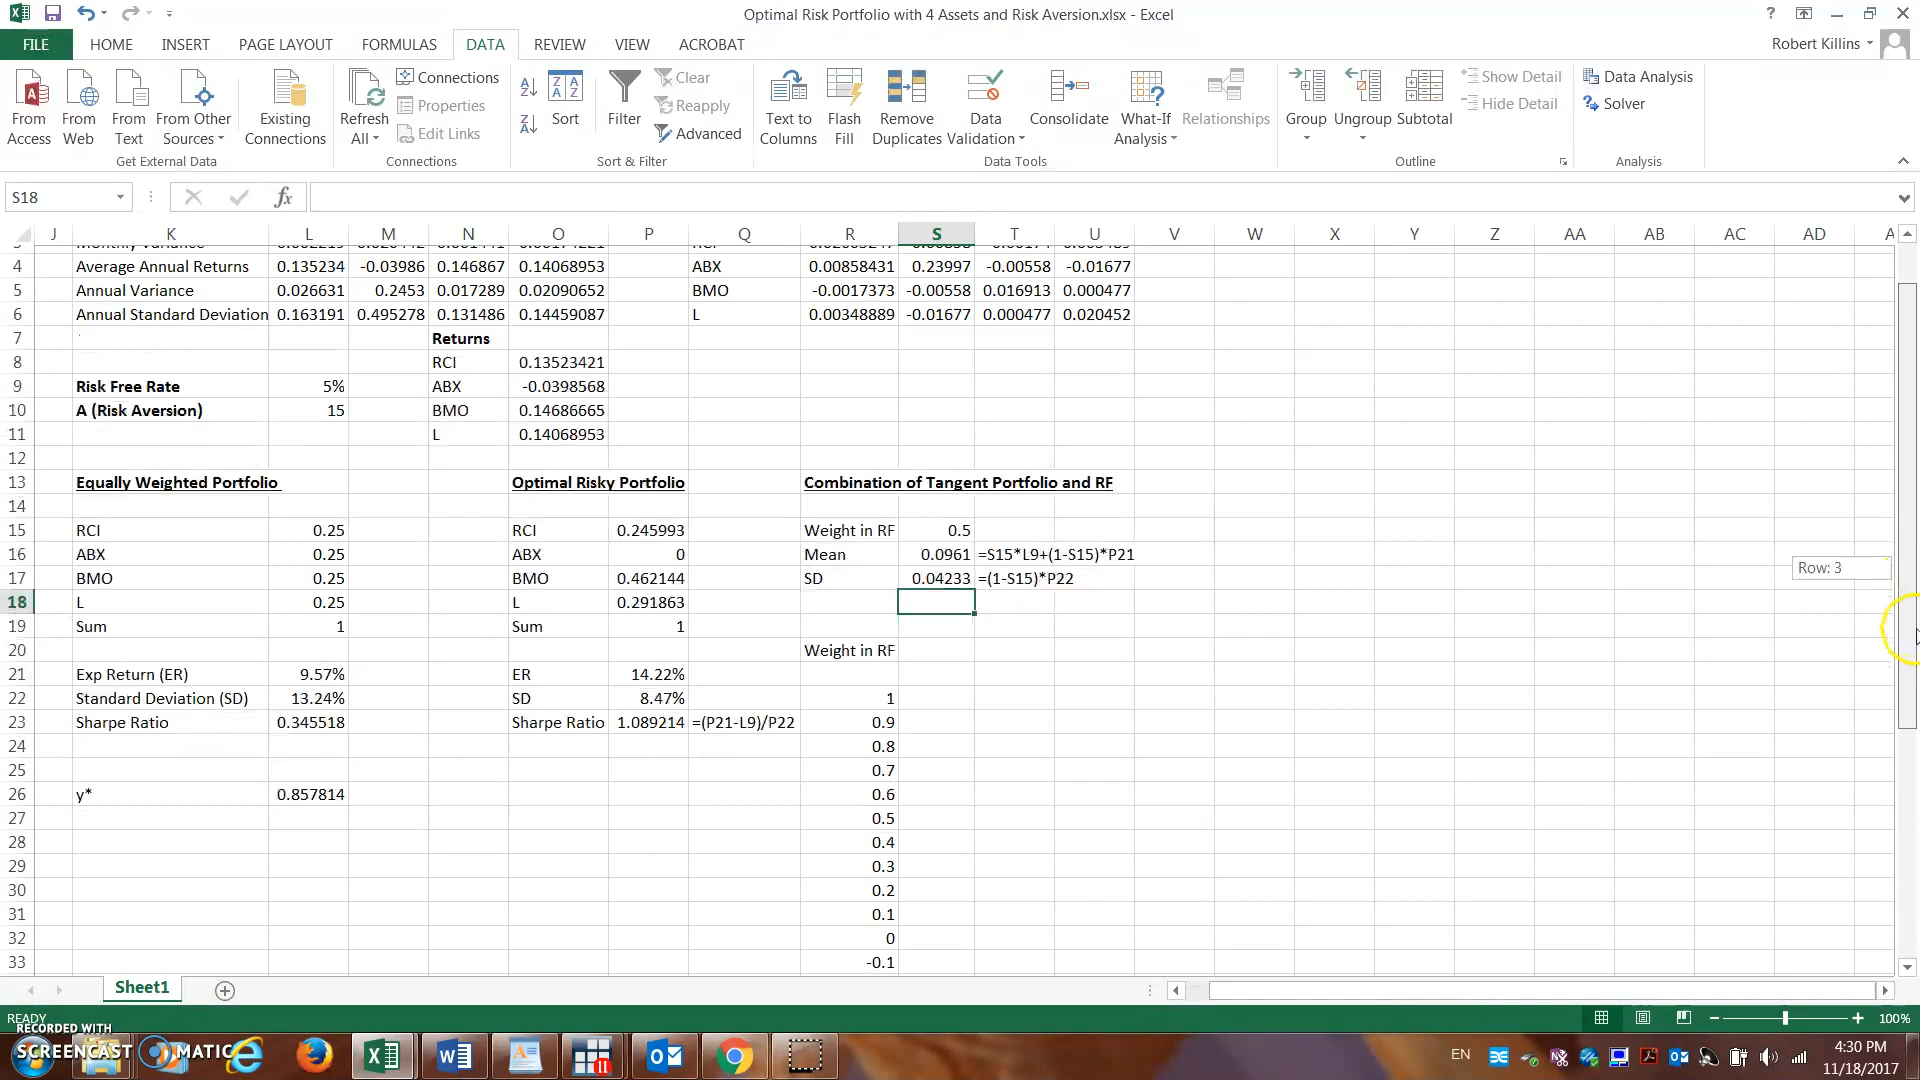 Optimal Risk Portfolio with 4 Assets and Risk Aversion.xlsx - Excel
FILE HOME INSERT PAGE LAYOUT FORMULAS DATA REVIEW VIEW ACROBAT Robert Killins
Connections Clear Show Detail Data Analysis
Properties Reapply Hide Detail Solver
Edit Links Advanced
From Access From Web From Text From Other Sources Existing Connections Refresh All Sort Filter Text to Columns Flash Fill Remove Duplicates Data Validation Consolidate What-If Analysis Relationships Group Ungroup Subtotal
Get External Data Connections Sort & Filter Data Tools Outline Analysis
S18 fx
J K L M N O P Q R S T U V W X Y Z AA AB AC AD
4 Average Annual Returns 0.135234 -0.03986 0.146867 0.14068953 ABX 0.00858431 0.23997 -0.00558 -0.01677
5 Annual Variance 0.026631 0.2453 0.017289 0.02090652 BMO -0.0017373 -0.00558 0.016913 0.000477
6 Annual Standard Deviation 0.163191 0.495278 0.131486 0.14459087 L 0.00348889 -0.01677 0.000477 0.020452
7 Returns
8 RCI 0.13523421
9 Risk Free Rate 5% ABX -0.0398568
10 A (Risk Aversion) 15 BMO 0.14686665
11 L 0.14068953
12
13 Equally Weighted Portfolio Optimal Risky Portfolio Combination of Tangent Portfolio and RF
14
15 RCI 0.25 RCI 0.245993 Weight in RF 0.5
16 ABX 0.25 ABX 0 Mean 0.0961 =S15*L9+(1-S15)*P21
17 BMO 0.25 BMO 0.462144 SD 0.04233 =(1-S15)*P22 Row: 3
18 L 0.25 L 0.291863
19 Sum 1 Sum 1
20 Weight in RF
21 Exp Return (ER) 9.57% ER 14.22%
22 Standard Deviation (SD) 13.24% SD 8.47% 1
23 Sharpe Ratio 0.345518 Sharpe Ratio 1.089214 =(P21-L9)/P22 0.9
24 0.8
25 0.7
26 y* 0.857814 0.6
27 0.5
28 0.4
29 0.3
30 0.2
31 0.1
32 0
33 -0.1
Sheet1
READY 100%
RECORDED WITH
SCREENCAST MATIC
EN 4:30 PM
11/18/2017